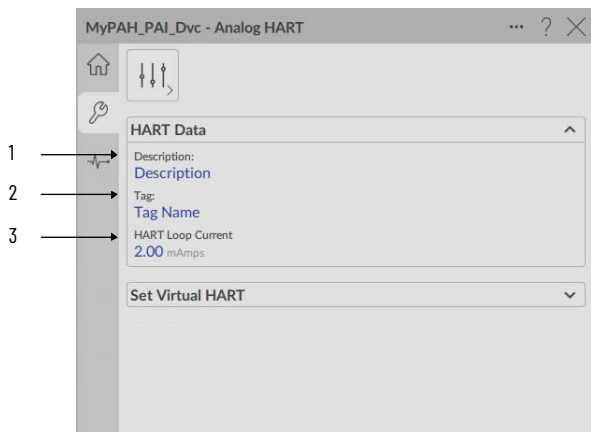 MyPAH_PAI_Dvc - Analog HART ... ?
HART Data
1
Description:
Description
2
Tag:
Tag Name
3
HART Loop Current
2.00 mAmps
Set Virtual HART